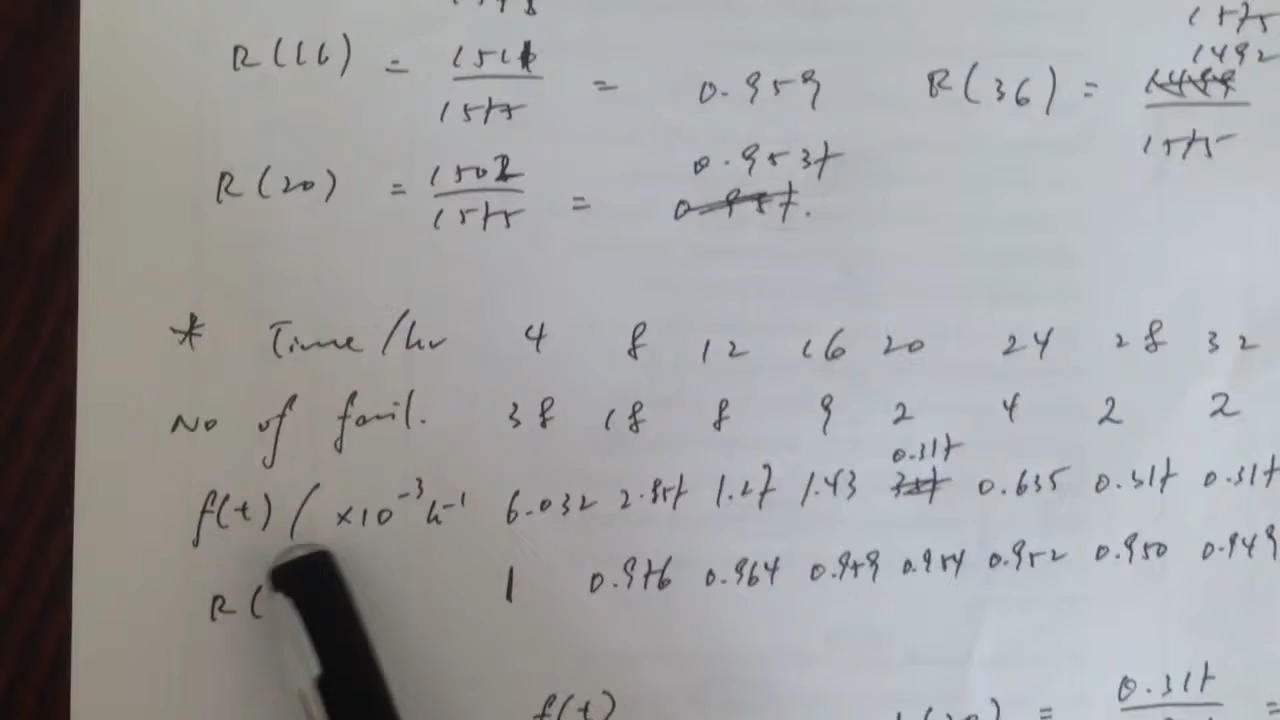 1575
R(16) = 1511/1575 = 0.959
1492
R(36) = 1575
R(20) = 1502/1575 = 0.9537
* Time/hr 4 8 12 16 20 24 28 32
No of fail. 38 18 8 9 2 4 2 2
0.317
f(t) / ×10⁻³ h⁻¹ 6.032 2.857 1.27 1.43 0.635 0.317 0.317
R( 1 0.976 0.964 0.959 0.954 0.952 0.950 0.949
f(t)
= 0.317